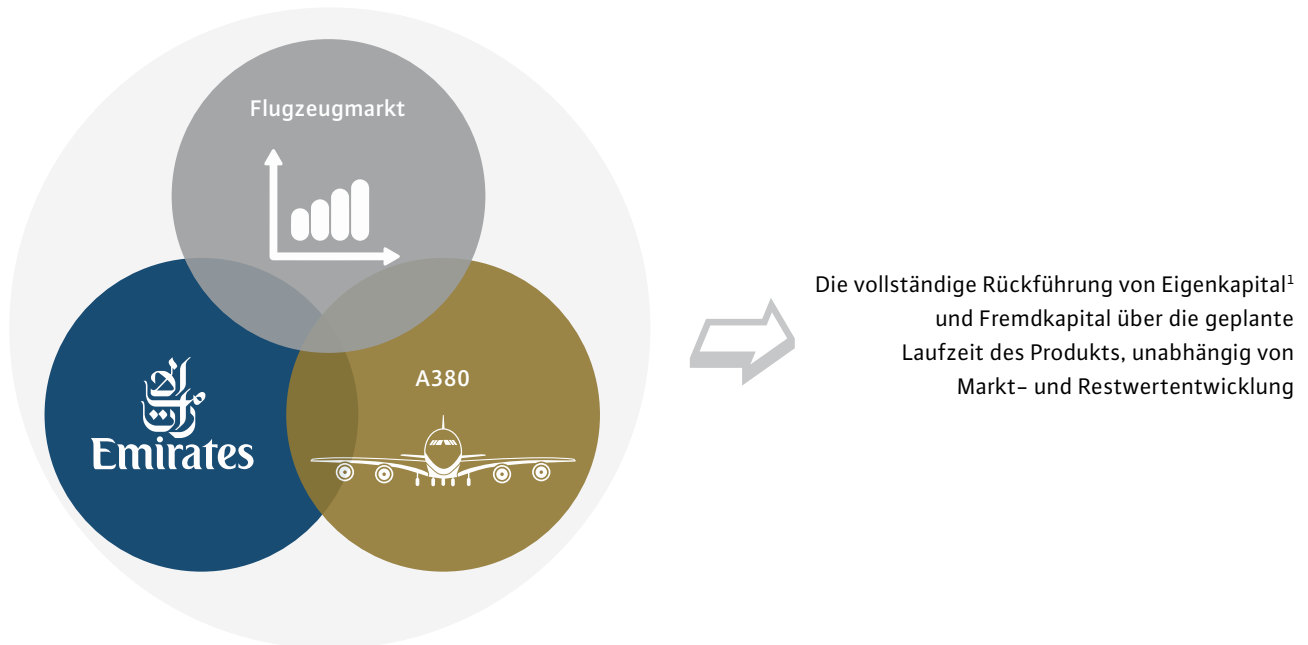 Flugzeugmarkt
الإمارات
Emirates
A380
Die vollständige Rückführung von Eigenkapital¹
und Fremdkapital über die geplante
Laufzeit des Produkts, unabhängig von
Markt- und Restwertentwicklung